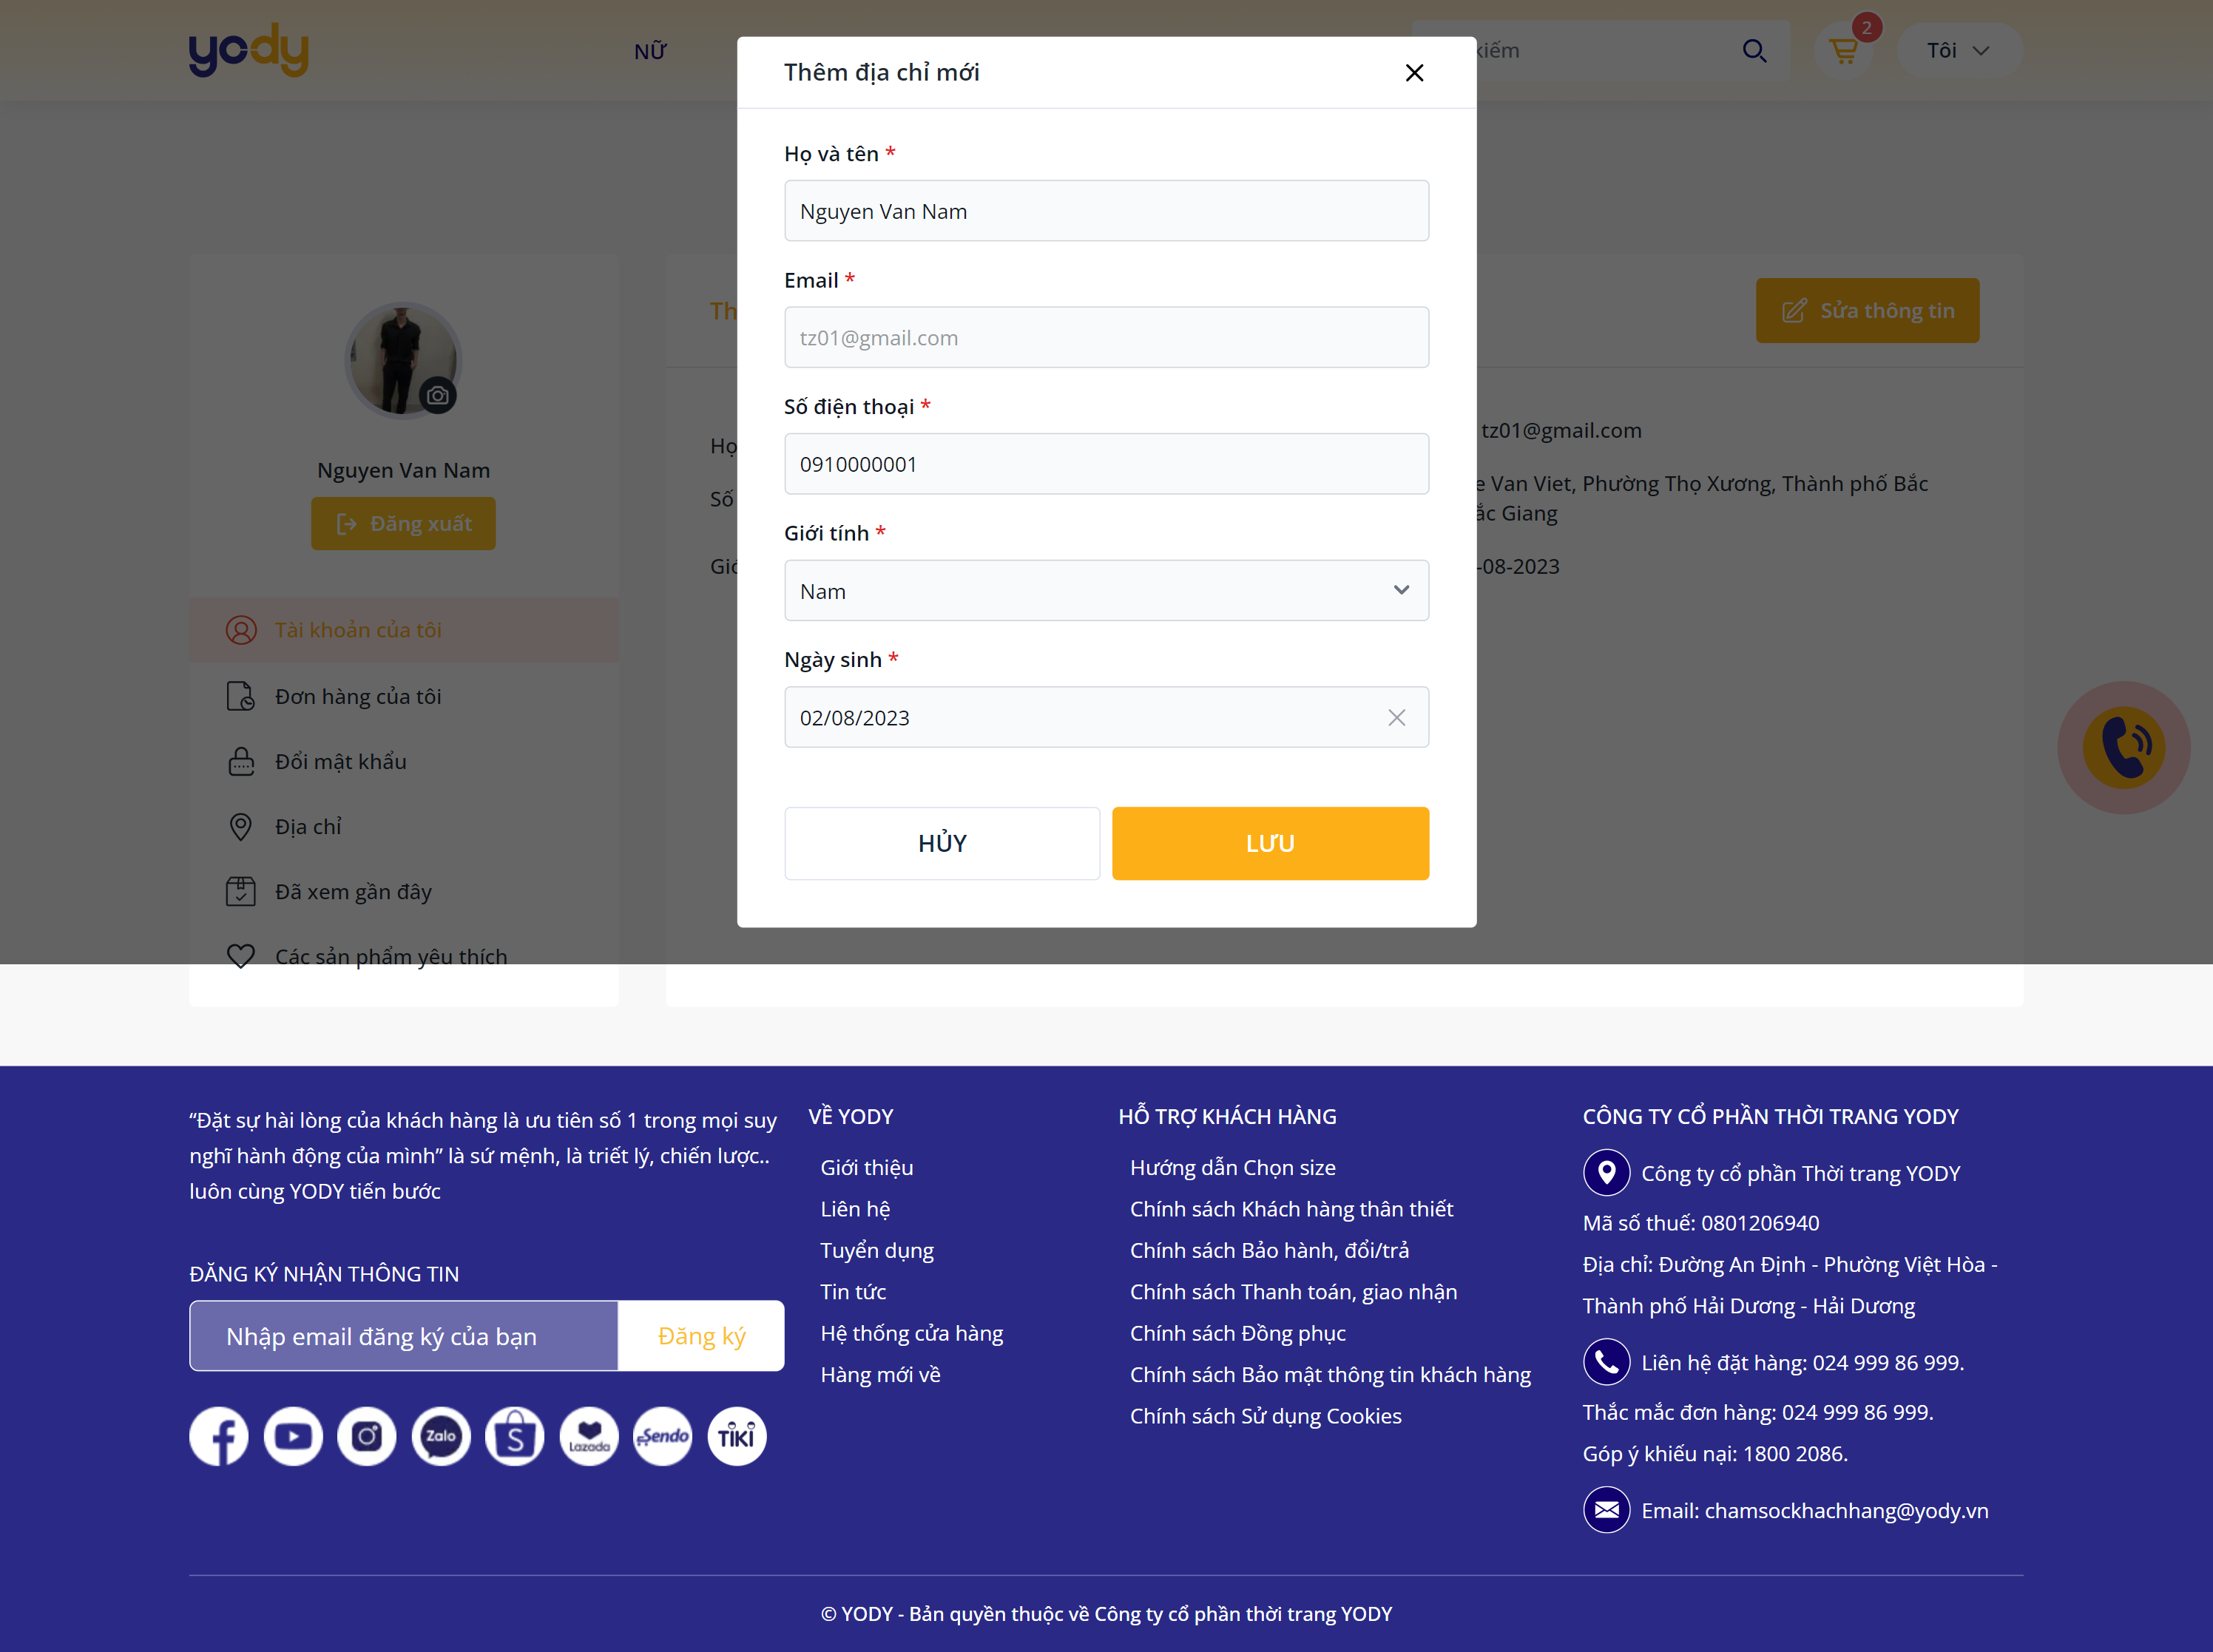 yody
NỮ
kiếm
2
Tôi
Thêm địa chỉ mới
Họ và tên *
Nguyen Van Nam
Email *
tz01@gmail.com
Số điện thoại *
0910000001
Giới tính *
Nam
Ngày sinh *
02/08/2023
HỦY
LƯU
Nguyen Van Nam
Đăng xuất
Tài khoản của tôi
Đơn hàng của tôi
Đổi mật khẩu
Địa chỉ
Đã xem gần đây
Các sản phẩm yêu thích
Th
Sửa thông tin
Họ
tz01@gmail.com
Số
e Van Viet, Phường Thọ Xương, Thành phố Bắc
ắc Giang
Giớ
-08-2023
“Đặt sự hài lòng của khách hàng là ưu tiên số 1 trong mọi suy
nghĩ hành động của mình” là sứ mệnh, là triết lý, chiến lược..
luôn cùng YODY tiến bước
ĐĂNG KÝ NHẬN THÔNG TIN
Nhập email đăng ký của bạn
Đăng ký
Zalo
S
Lazada
Sendo
TIKI
VỀ YODY
Giới thiệu
Liên hệ
Tuyển dụng
Tin tức
Hệ thống cửa hàng
Hàng mới về
HỖ TRỢ KHÁCH HÀNG
Hướng dẫn Chọn size
Chính sách Khách hàng thân thiết
Chính sách Bảo hành, đổi/trả
Chính sách Thanh toán, giao nhận
Chính sách Đồng phục
Chính sách Bảo mật thông tin khách hàng
Chính sách Sử dụng Cookies
CÔNG TY CỔ PHẦN THỜI TRANG YODY
Công ty cổ phần Thời trang YODY
Mã số thuế: 0801206940
Địa chỉ: Đường An Định - Phường Việt Hòa -
Thành phố Hải Dương - Hải Dương
Liên hệ đặt hàng: 024 999 86 999.
Thắc mắc đơn hàng: 024 999 86 999.
Góp ý khiếu nại: 1800 2086.
Email: chamsockhachhang@yody.vn
© YODY - Bản quyền thuộc về Công ty cổ phần thời trang YODY